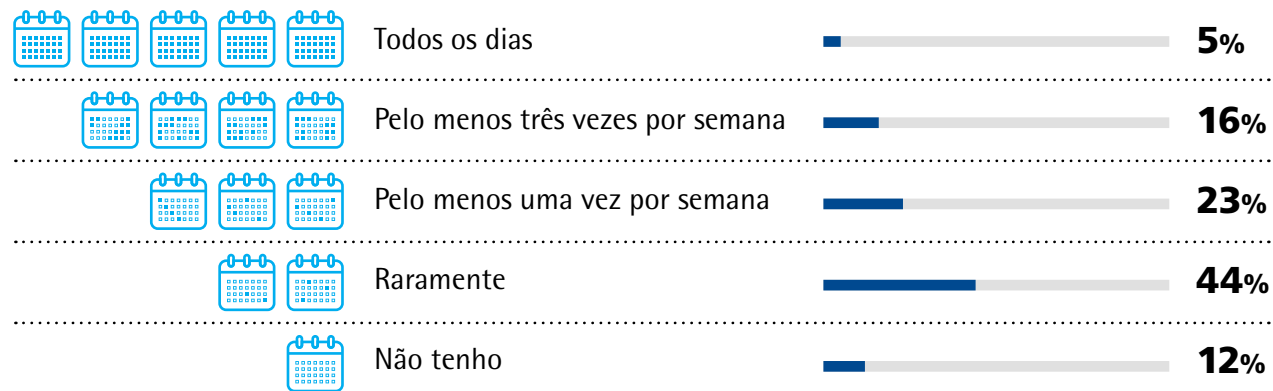 Todos os dias 5%
Pelo menos três vezes por semana 16%
Pelo menos uma vez por semana 23%
Raramente 44%
Não tenho 12%